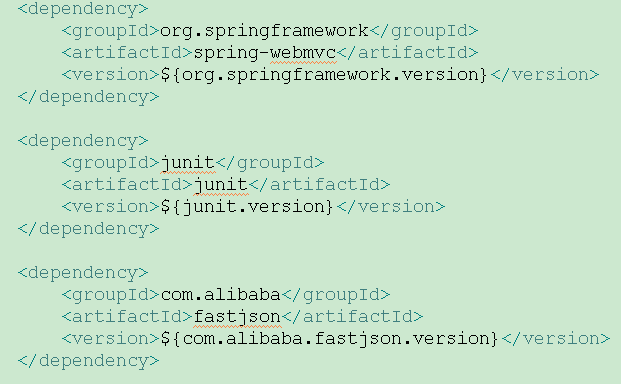 <dependency>
    <groupId>org.springframework</groupId>
    <artifactId>spring-webmvc</artifactId>
    <version>${org.springframework.version}</version>
</dependency>

<dependency>
    <groupId>junit</groupId>
    <artifactId>junit</artifactId>
    <version>${junit.version}</version>
</dependency>

<dependency>
    <groupId>com.alibaba</groupId>
    <artifactId>fastjson</artifactId>
    <version>${com.alibaba.fastjson.version}</version>
</dependency>